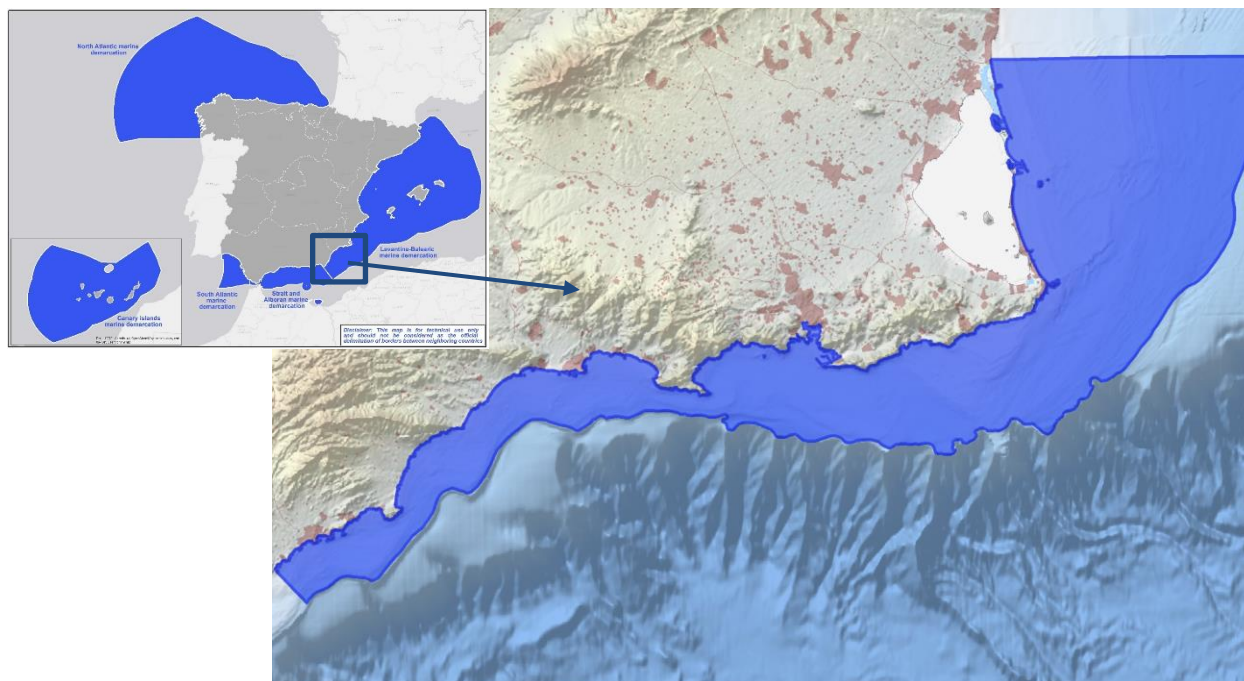 North Atlantic marine
demarcation
Levantine-Balearic
marine demarcation
South Atlantic
marine
demarcation
Strait and
Alboran marine
demarcation
Canary islands
marine demarcation
Disclaimer: This map is for technical use only
and should not be considered as the official
delimitation of borders between neighboring countries